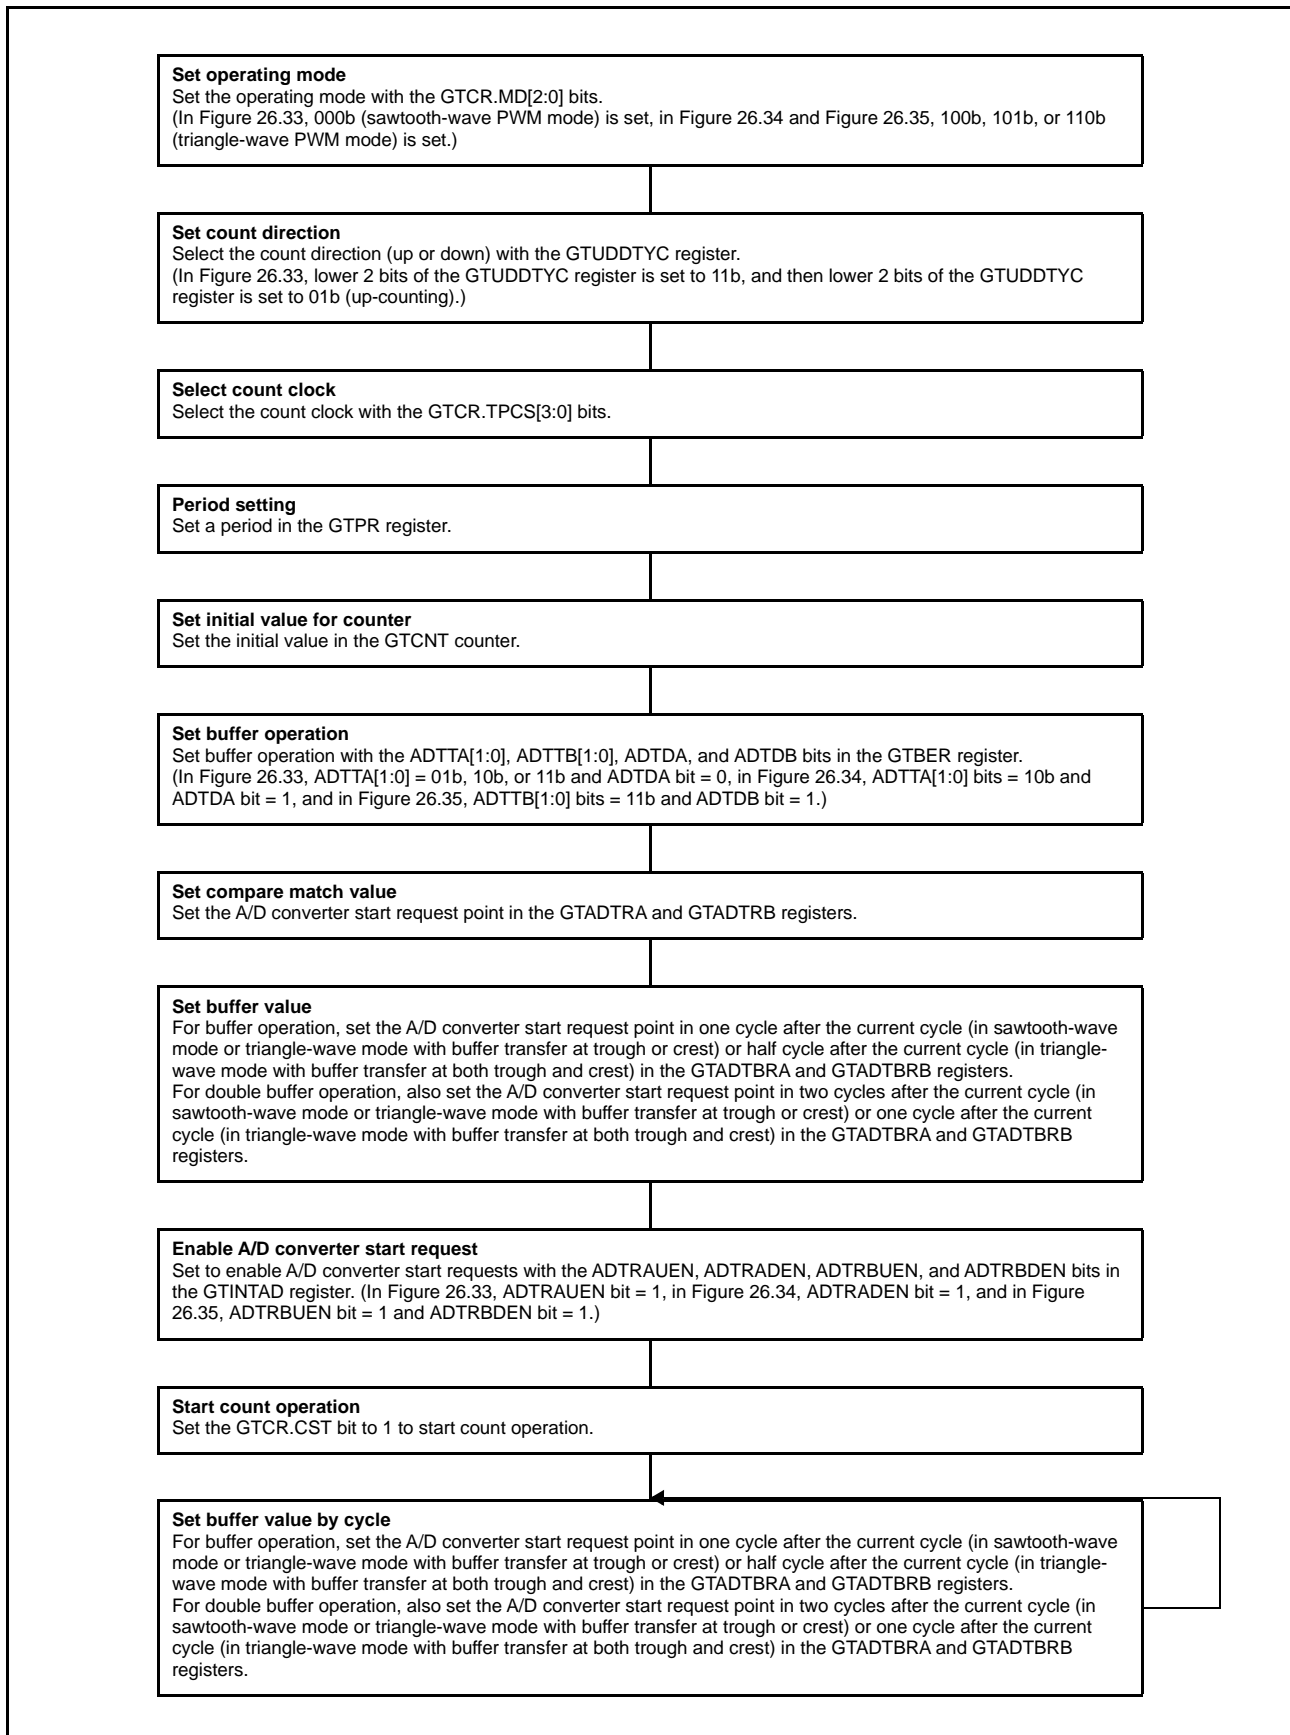 Set operating mode
Set the operating mode with the GTCR.MD[2:0] bits.
(In Figure 26.33, 000b (sawtooth-wave PWM mode) is set, in Figure 26.34 and Figure 26.35, 100b, 101b, or 110b
(triangle-wave PWM mode) is set.)
Set count direction
Select the count direction (up or down) with the GTUDDTYC register.
(In Figure 26.33, lower 2 bits of the GTUDDTYC register is set to 11b, and then lower 2 bits of the GTUDDTYC
register is set to 01b (up-counting).)
Select count clock
Select the count clock with the GTCR.TPCS[3:0] bits.
Period setting
Set a period in the GTPR register.
Set initial value for counter
Set the initial value in the GTCNT counter.
Set buffer operation
Set buffer operation with the ADTTA[1:0], ADTTB[1:0], ADTDA, and ADTDB bits in the GTBER register.
(In Figure 26.33, ADTTA[1:0] = 01b, 10b, or 11b and ADTDA bit = 0, in Figure 26.34, ADTTA[1:0] bits = 10b and
ADTDA bit = 1, and in Figure 26.35, ADTTB[1:0] bits = 11b and ADTDB bit = 1.)
Set compare match value
Set the A/D converter start request point in the GTADTRA and GTADTRB registers.
Set buffer value
For buffer operation, set the A/D converter start request point in one cycle after the current cycle (in sawtooth-wave
mode or triangle-wave mode with buffer transfer at trough or crest) or half cycle after the current cycle (in triangle-
wave mode with buffer transfer at both trough and crest) in the GTADTBRA and GTADTBRB registers.
For double buffer operation, also set the A/D converter start request point in two cycles after the current cycle (in
sawtooth-wave mode or triangle-wave mode with buffer transfer at trough or crest) or one cycle after the current
cycle (in triangle-wave mode with buffer transfer at both trough and crest) in the GTADTBRA and GTADTBRB
registers.
Enable A/D converter start request
Set to enable A/D converter start requests with the ADTRAUEN, ADTRADEN, ADTRBUEN, and ADTRBDEN bits in
the GTINTAD register. (In Figure 26.33, ADTRAUEN bit = 1, in Figure 26.34, ADTRADEN bit = 1, and in Figure
26.35, ADTRBUEN bit = 1 and ADTRBDEN bit = 1.)
Start count operation
Set the GTCR.CST bit to 1 to start count operation.
Set buffer value by cycle
For buffer operation, set the A/D converter start request point in one cycle after the current cycle (in sawtooth-wave
mode or triangle-wave mode with buffer transfer at trough or crest) or half cycle after the current cycle (in triangle-
wave mode with buffer transfer at both trough and crest) in the GTADTBRA and GTADTBRB registers.
For double buffer operation, also set the A/D converter start request point in two cycles after the current cycle (in
sawtooth-wave mode or triangle-wave mode with buffer transfer at trough or crest) or one cycle after the current
cycle (in triangle-wave mode with buffer transfer at both trough and crest) in the GTADTBRA and GTADTBRB
registers.